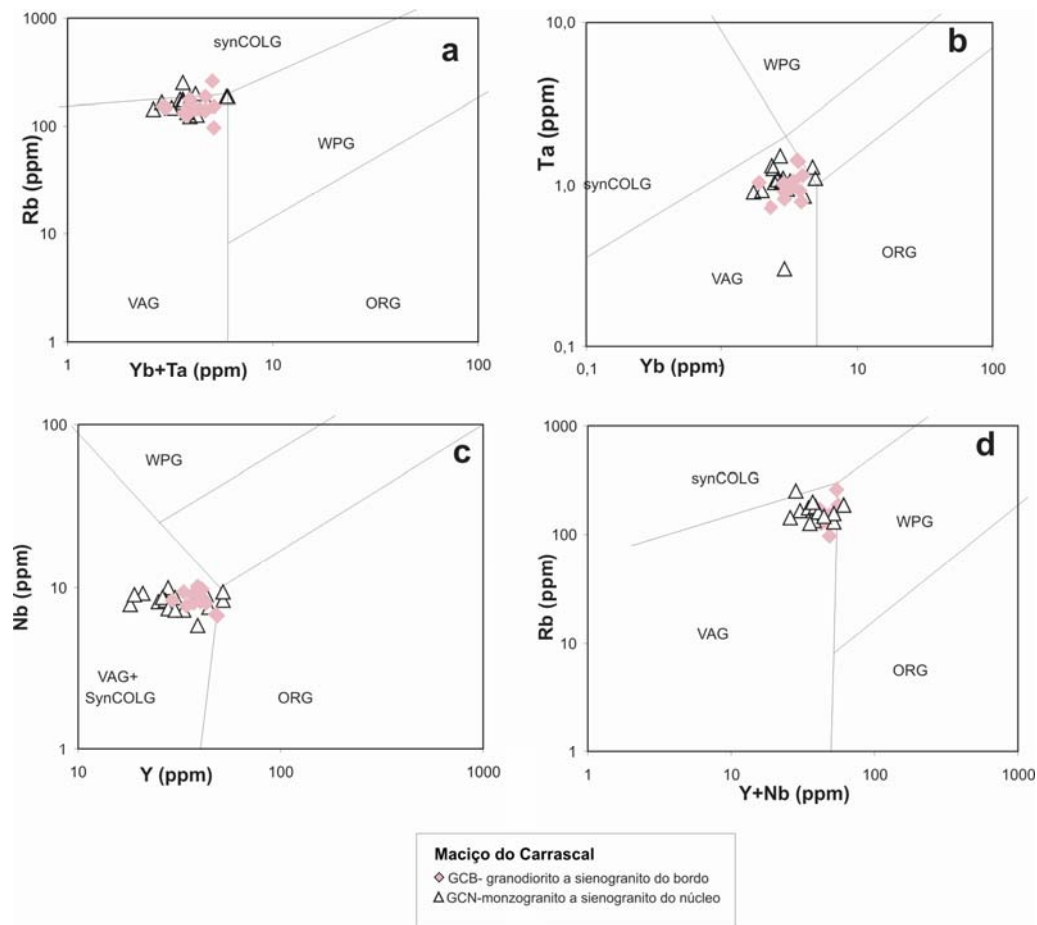 a
1000
synCOLG
100
WPG
10
VAG
ORG
1
1
10
100
Rb (ppm)
Yb+Ta (ppm)
b
10,0
WPG
synCOLG
1,0
VAG
ORG
0,1
0,1
10
100
Ta (ppm)
Yb (ppm)
c
100
WPG
10
VAG+
SynCOLG
ORG
1
10
100
1000
Nb (ppm)
Y (ppm)
d
1000
synCOLG
100
WPG
VAG
10
ORG
1
1
10
100
1000
Rb (ppm)
Y+Nb (ppm)
Maciço do Carrascal
GCB- granodiorito a sienogranito do bordo
GCN-monzogranito a sienogranito do núcleo